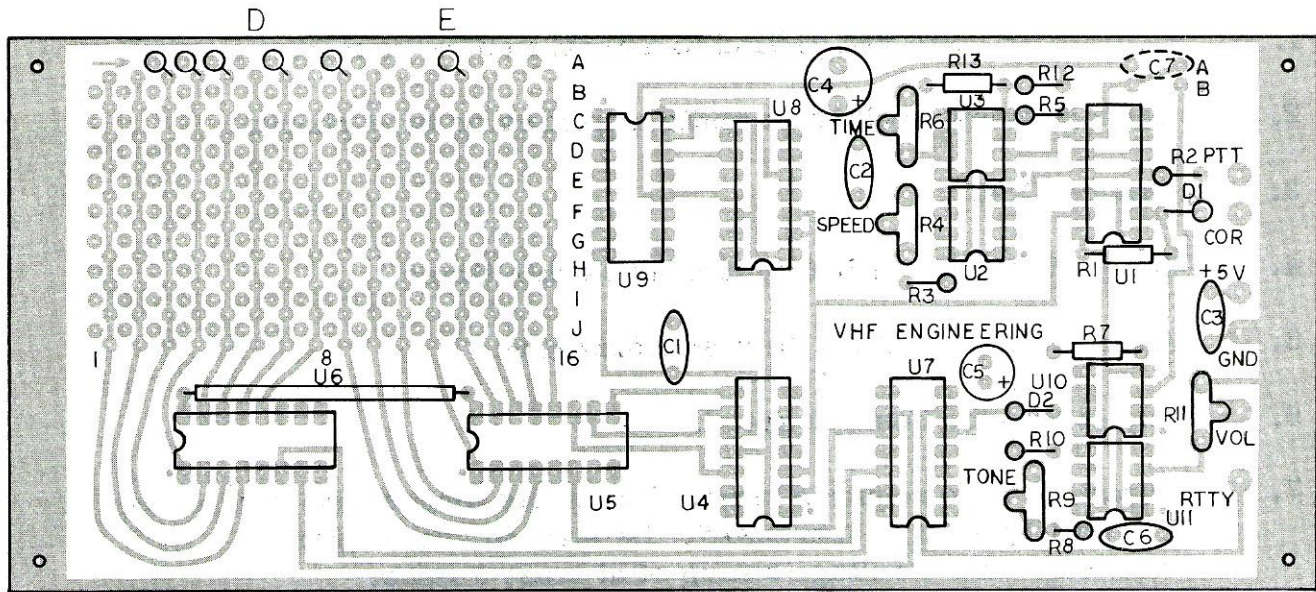 D E
A
B
C
D
E
F
G
H
I
J
1 8 16
U6
U5
U9
U8
C1
U4
C4
+
TIME
R6
C2
SPEED
R4
R3
R13
U3
R12
R5
U2
C7 A
B
R2 PTT
D1
COR
R1 U1
+5V
C3
GND
VHF ENGINEERING
R7
C5
+
U7
U10
D2
R10
R11
VOL
TONE
R9
R8
C6
RTTY
U11